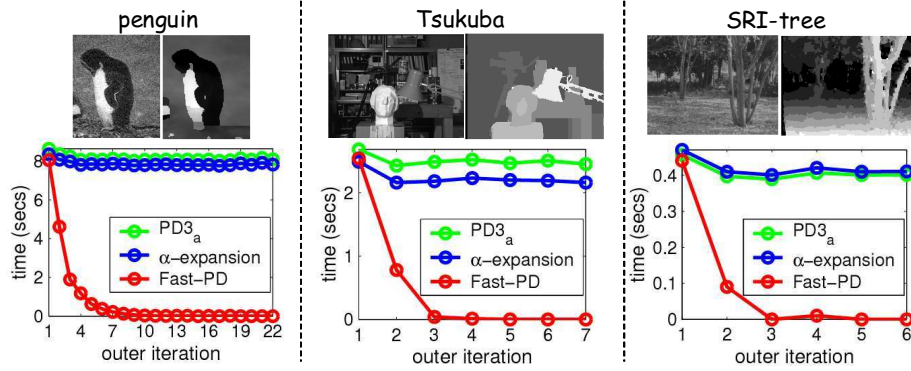 penguin
8
6
4
2
0
time (secs)
PD3a
α-expansion
Fast-PD
1 4 7 10 13 16 19 22
outer iteration
Tsukuba
2
1
0
time (secs)
PD3a
α-expansion
Fast-PD
1 2 3 4 5 6 7
outer iteration
SRI-tree
0.4
0.3
0.2
0.1
0
time (secs)
PD3a
α-expansion
Fast-PD
1 2 3 4 5 6
outer iteration